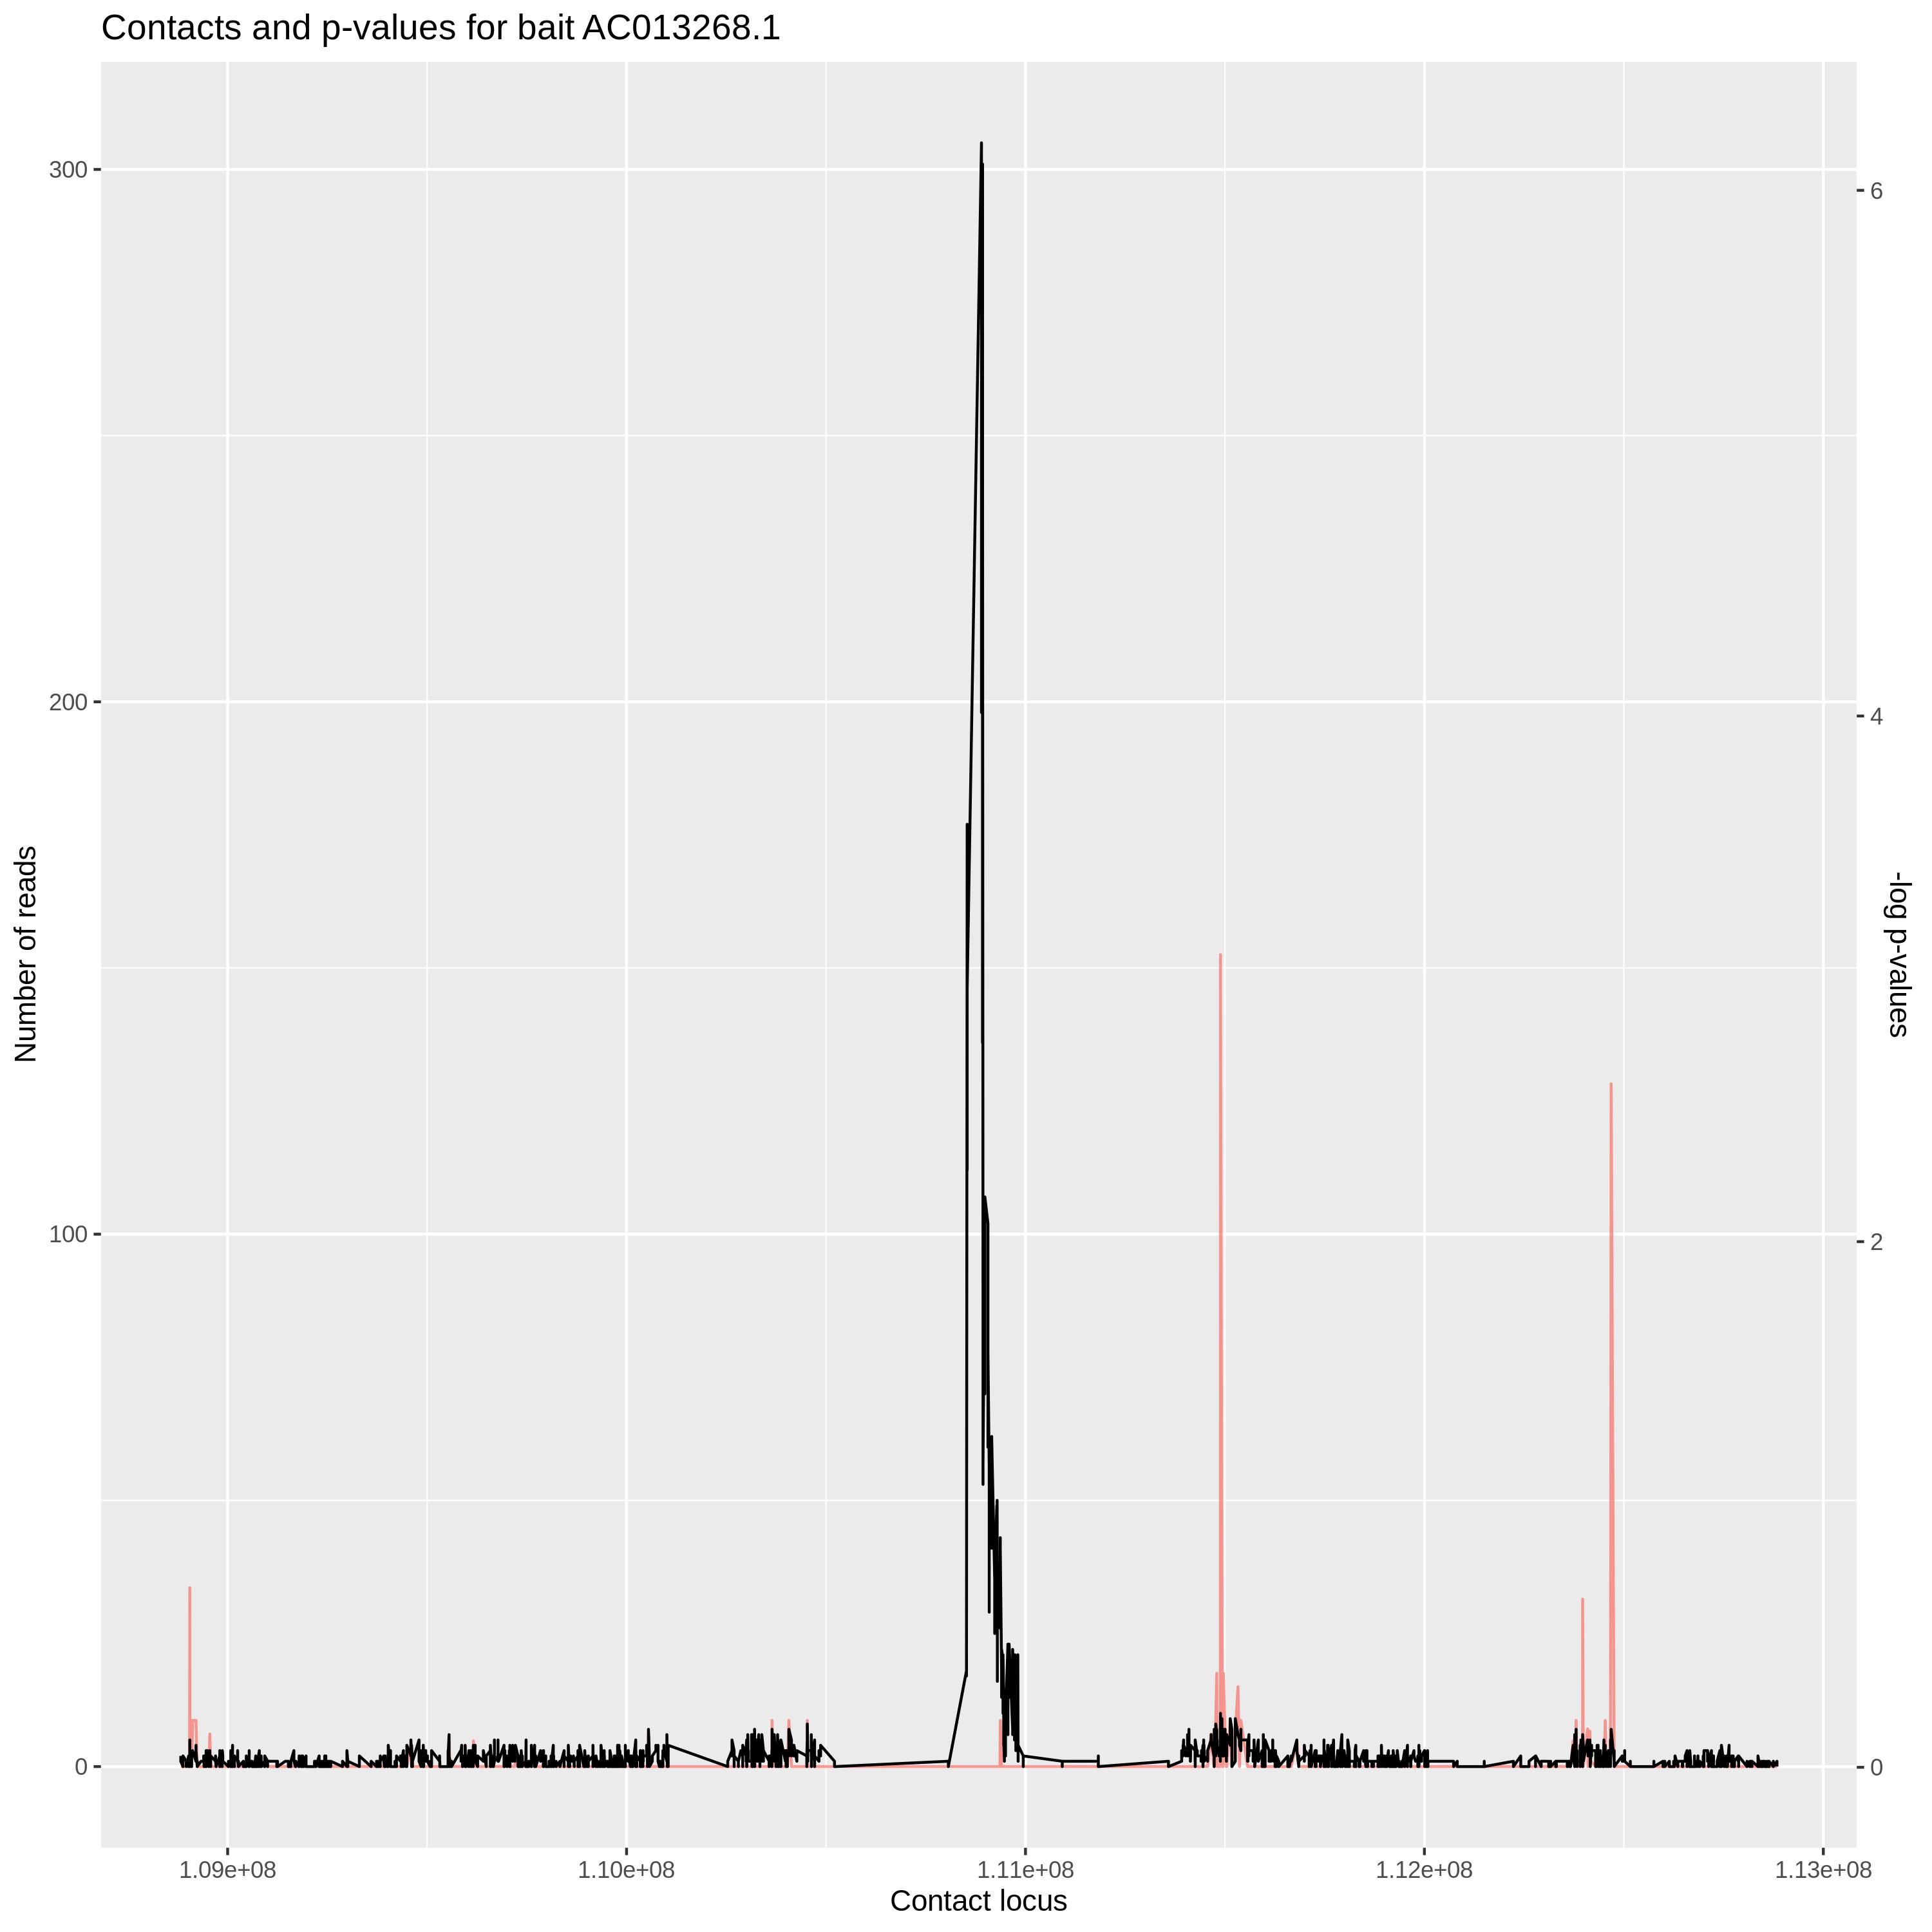 Contacts and p-values for bait AC013268.1
300
200
100
0
Number of reads
6
4
2
0
-log p-values
1.09e+08
1.10e+08
1.11e+08
1.12e+08
1.13e+08
Contact locus